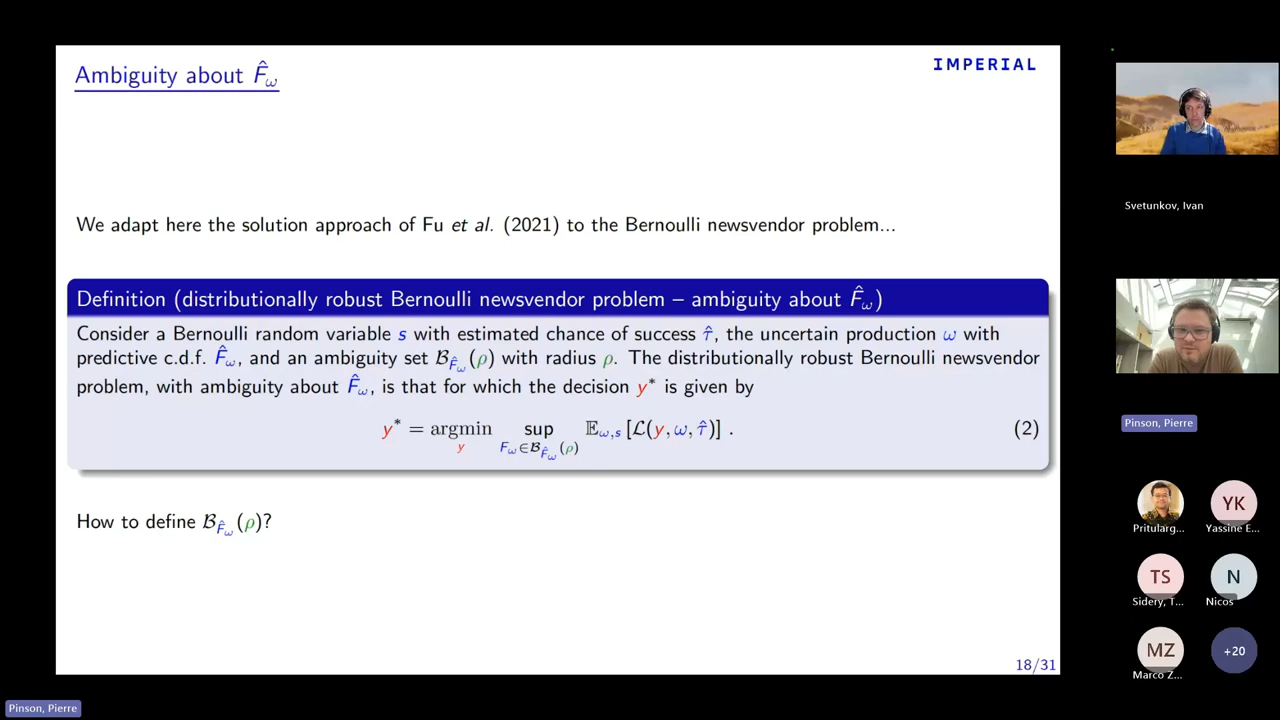 Ambiguity about F̂_ω
IMPERIAL
We adapt here the solution approach of Fu et al. (2021) to the Bernoulli newsvendor problem...
Definition (distributionally robust Bernoulli newsvendor problem – ambiguity about F̂_ω)
Consider a Bernoulli random variable s with estimated chance of success τ̂, the uncertain production ω with
predictive c.d.f. F̂_ω, and an ambiguity set B_F̂_ω(ρ) with radius ρ. The distributionally robust Bernoulli newsvendor
problem, with ambiguity about F̂_ω, is that for which the decision y* is given by
y* = argmin_y sup_{F_ω∈B_F̂_ω(ρ)} 𝔼_{ω,s} [ℒ(y, ω, τ̂)] . (2)
How to define B_F̂_ω(ρ)?
18/31
Svetunkov, Ivan
Pinson, Pierre
Pritularg...
YK
Yassine E...
TS
Sidery, T...
N
Nicos
MZ
Marco Z...
+20
Pinson, Pierre